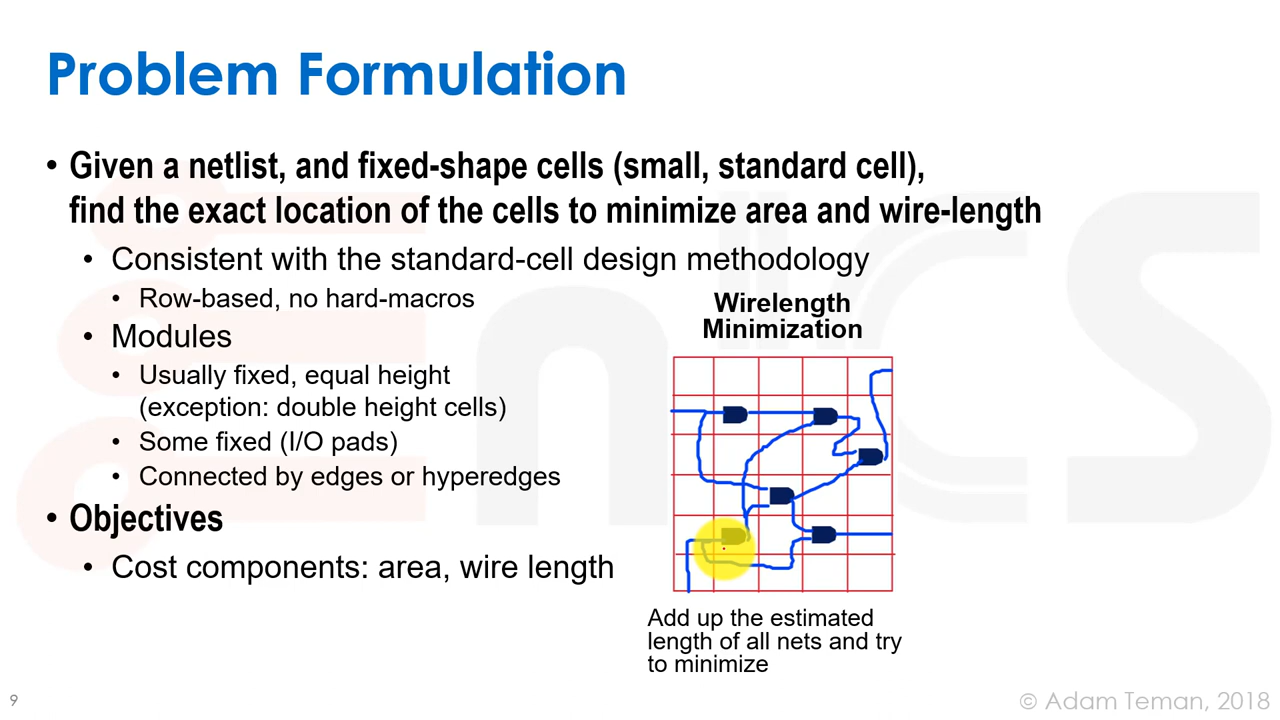 Problem Formulation
• Given a netlist, and fixed-shape cells (small, standard cell),
find the exact location of the cells to minimize area and wire-length
• Consistent with the standard-cell design methodology
• Row-based, no hard-macros
• Modules
• Usually fixed, equal height
(exception: double height cells)
• Some fixed (I/O pads)
• Connected by edges or hyperedges
• Objectives
• Cost components: area, wire length
Wirelength
Minimization
Add up the estimated
length of all nets and try
to minimize
9
© Adam Teman, 2018
EnICS